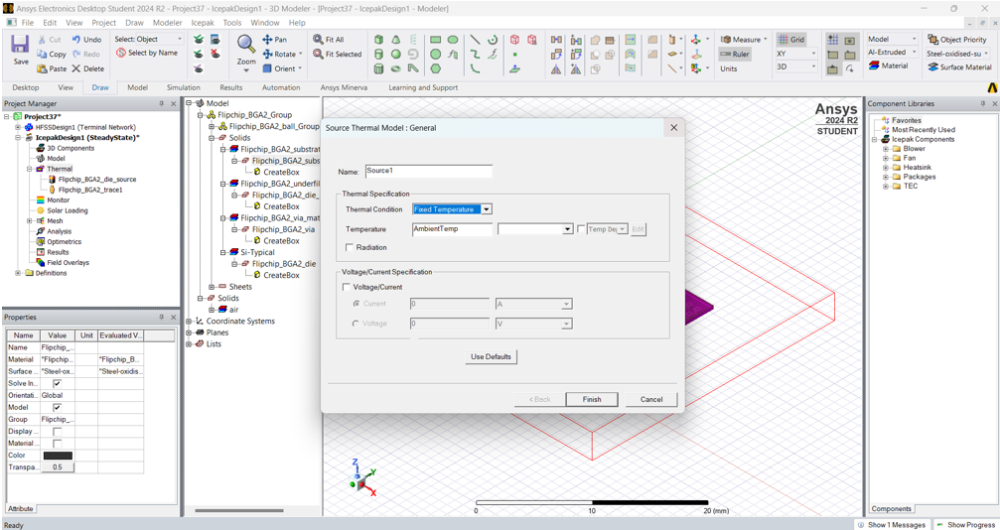 Ansys Electronics Desktop Student 2024 R2 - Project37 - IcepakDesign1 - 3D Modeler - [Project37 - IcepakDesign1 - Modeler]
File Edit View Project Draw Modeler Icepak Tools Window Help
Save
Cut
Copy
Paste
Undo
Redo
Delete
Select: Object
Select by Name
Zoom
Pan
Rotate
Orient
Fit All
Fit Selected
Measure
Ruler
Units
Grid
XY
3D
Model
AI-Extruded
Material
Object Priority
Steel-oxidised-su
Surface Material
Desktop View Draw Model Simulation Results Automation Ansys Minerva Learning and Support
Project Manager
Project37*
HFSSDesign1 (Terminal Network)
IcepakDesign1 (SteadyState)*
3D Components
Model
Thermal
Flipchip_BGA2_die_source
Flipchip_BGA2_trace1
Monitor
Solar Loading
Mesh
Analysis
Optimetrics
Results
Field Overlays
Definitions
Properties
Name Value Unit Evaluated V...
Name Flipchip_...
Material "Flipchip... "Flipchip_B...
Surface ... "Steel-ox... "Steel-oxidis...
Solve In...
Orientati... Global
Model
Group Flipchip_...
Display ...
Material ...
Color
Transpa... 0.5
Attribute
Model
Flipchip_BGA2_Group
Flipchip_BGA2_ball_Group
Solids
Flipchip_BGA2_substrat
Flipchip_BGA2_subs
CreateBox
Flipchip_BGA2_underfil
Flipchip_BGA2_die_
CreateBox
Flipchip_BGA2_via_mat
Flipchip_BGA2_via
CreateBox
Si-Typical
Flipchip_BGA2_die
CreateBox
Sheets
Solids
air
Coordinate Systems
Planes
Lists
Source Thermal Model : General
Name: Source1
Thermal Specification
Thermal Condition Fixed Temperature
Temperature AmbientTemp Temp Dep Edit
Radiation
Voltage/Current Specification
Voltage/Current
Current 0 A
Voltage 0 V
Use Defaults
< Back Finish Cancel
Ansys
2024 R2
STUDENT
Z
Y
X
0 10 20 (mm)
Component Libraries
Favorites
Most Recently Used
Icepak Components
Blower
Fan
Heatsink
Packages
TEC
Components
Ready
Show 1 Messages
Show Progress